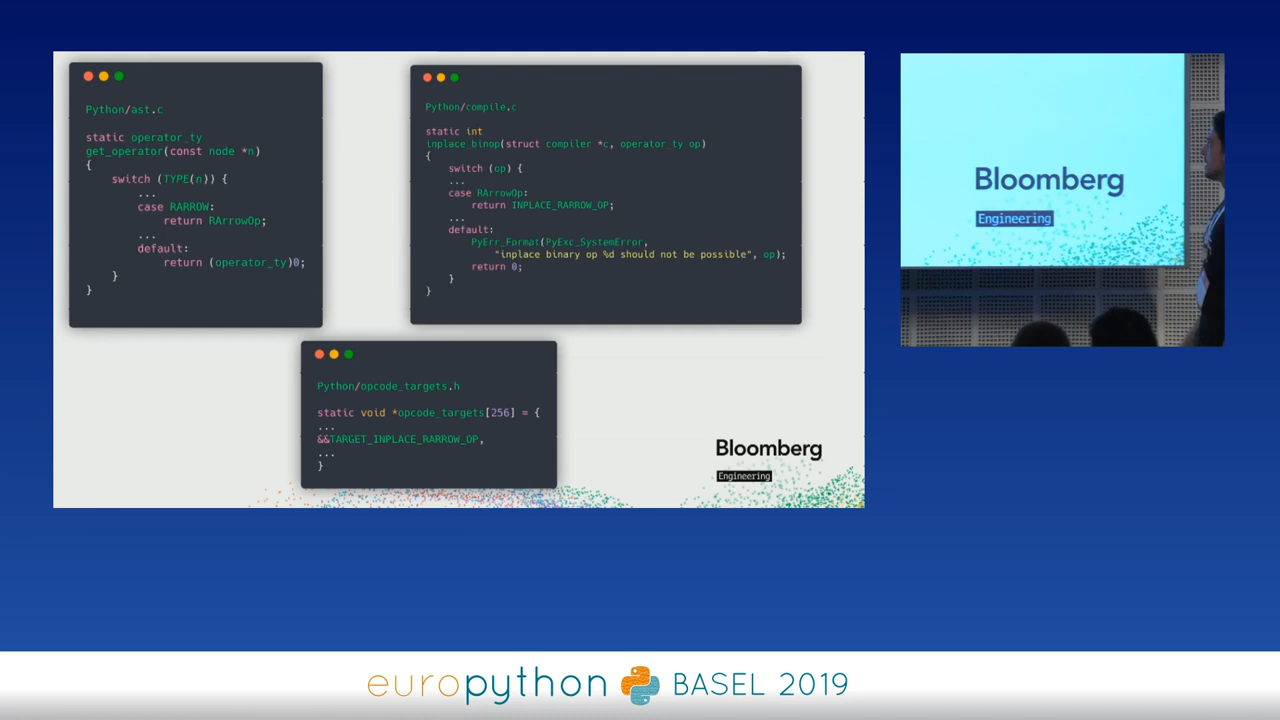 Python/ast.c
static operator_ty
get_operator(const node *n)
{
switch (TYPE(n)) {
...
case RARROW:
return RArrowOp;
...
default:
return (operator_ty)0;
}
}
Python/compile.c
static int
inplace_binop(struct compiler *c, operator_ty op)
{
switch (op) {
...
case RArrowOp:
return INPLACE_RARROW_OP;
...
default:
PyErr_Format(PyExc_SystemError,
"inplace binary op %d should not be possible", op);
return 0;
}
}
Python/opcode_targets.h
static void *opcode_targets[256] = {
...
&&TARGET_INPLACE_RARROW_OP,
...
}
Bloomberg
Engineering
Bloomberg
Engineering
europython BASEL 2019